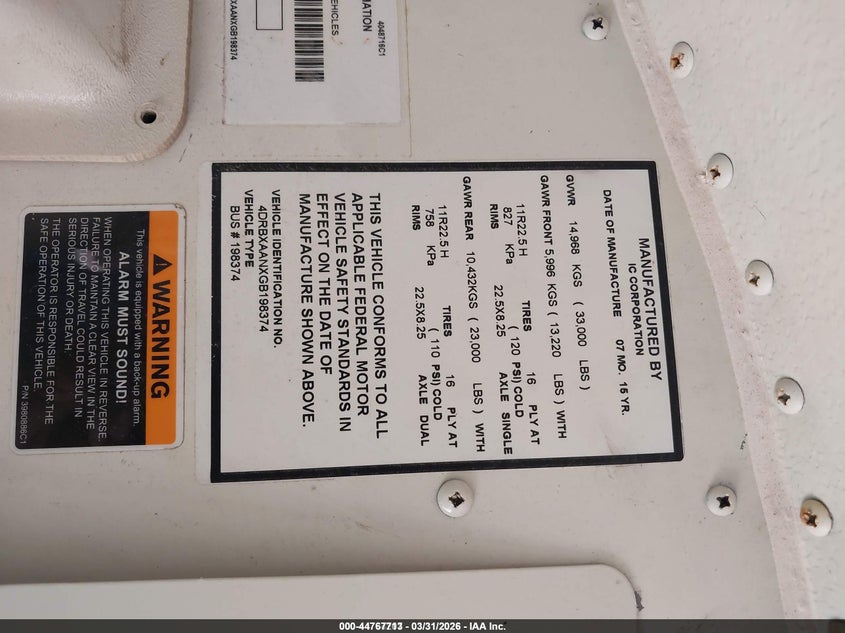 MATION
EHICLES
XAANXGB198374
4048716C1
MANUFACTURED BY
IC CORPORATION
DATE OF MANUFACTURE 07 MO. 15 YR.
GVWR 14,968 KGS ( 33,000 LBS )
GAWR FRONT 5,996 KGS ( 13,220 LBS ) WITH
11R22.5 H TIRES 16 PLY AT
827 KPa ( 120 PSI) COLD
RIMS 22.5X8.25 AXLE SINGLE
GAWR REAR 10,432KGS ( 23,000 LBS ) WITH
11R22.5 H TIRES 16 PLY AT
758 KPa ( 110 PSI) COLD
RIMS 22.5X8.25 AXLE DUAL
THIS VEHICLE CONFORMS TO ALL
APPLICABLE FEDERAL MOTOR
VEHICLE SAFETY STANDARDS IN
EFFECT ON THE DATE OF
MANUFACTURE SHOWN ABOVE.
VEHICLE IDENTIFICATION NO.
4DRBXAANXGB198374
VEHICLE TYPE
BUS # 198374
WARNING
This vehicle is equipped with a back-up alarm.
ALARM MUST SOUND!
WHEN OPERATING THIS VEHICLE IN REVERSE.
FAILURE TO MAINTAIN A CLEAR VIEW IN THE
DIRECTION OF TRAVEL COULD RESULT IN
SERIOUS INJURY OR DEATH.
THE OPERATOR IS RESPONSIBLE FOR THE
SAFE OPERATION OF THIS VEHICLE.
P/N 3980886C1
03/31/2026 - IAA Inc.